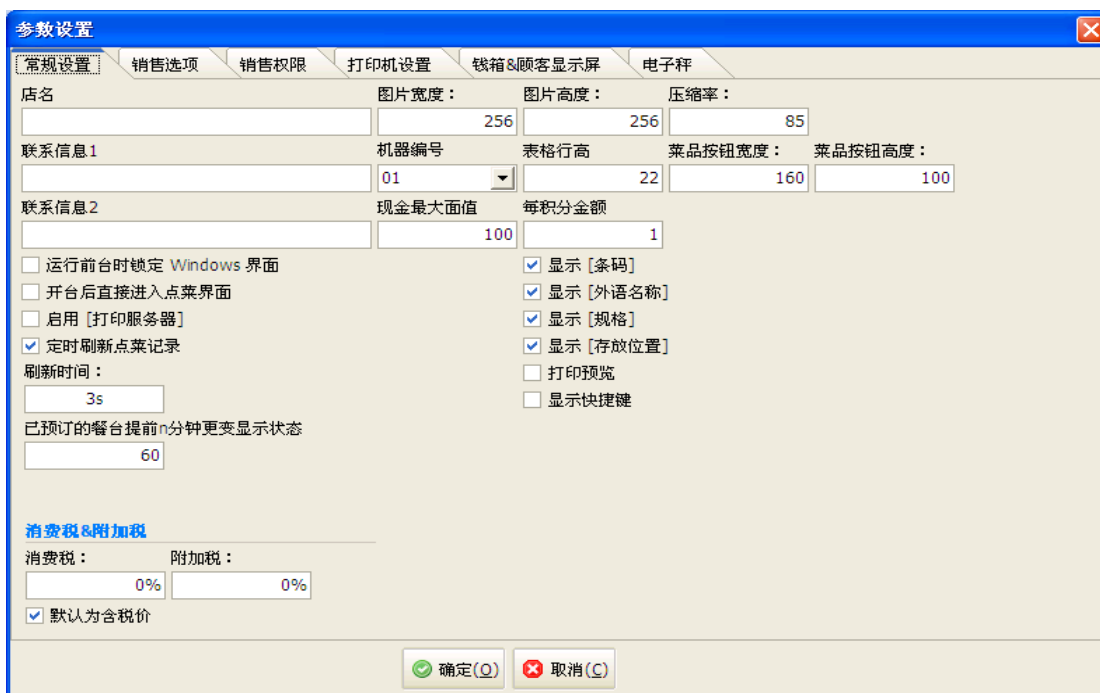 参数设置
常规设置 销售选项 销售权限 打印机设置 钱箱&顾客显示屏 电子秤
店名 图片宽度： 图片高度： 压缩率：
256 256 85
联系信息1 机器编号 表格行高 菜品按钮宽度： 菜品按钮高度：
01 22 160 100
联系信息2 现金最大面值 每积分金额
100 1
运行前台时锁定 Windows 界面 显示 [条码]
开台后直接进入点菜界面 显示 [外语名称]
启用 [打印服务器] 显示 [规格]
定时刷新点菜记录 显示 [存放位置]
刷新时间： 打印预览
3s 显示快捷键
已预订的餐台提前n分钟更变显示状态
60
消费税&附加税
消费税： 附加税：
0% 0%
默认为含税价
确定(O) 取消(C)